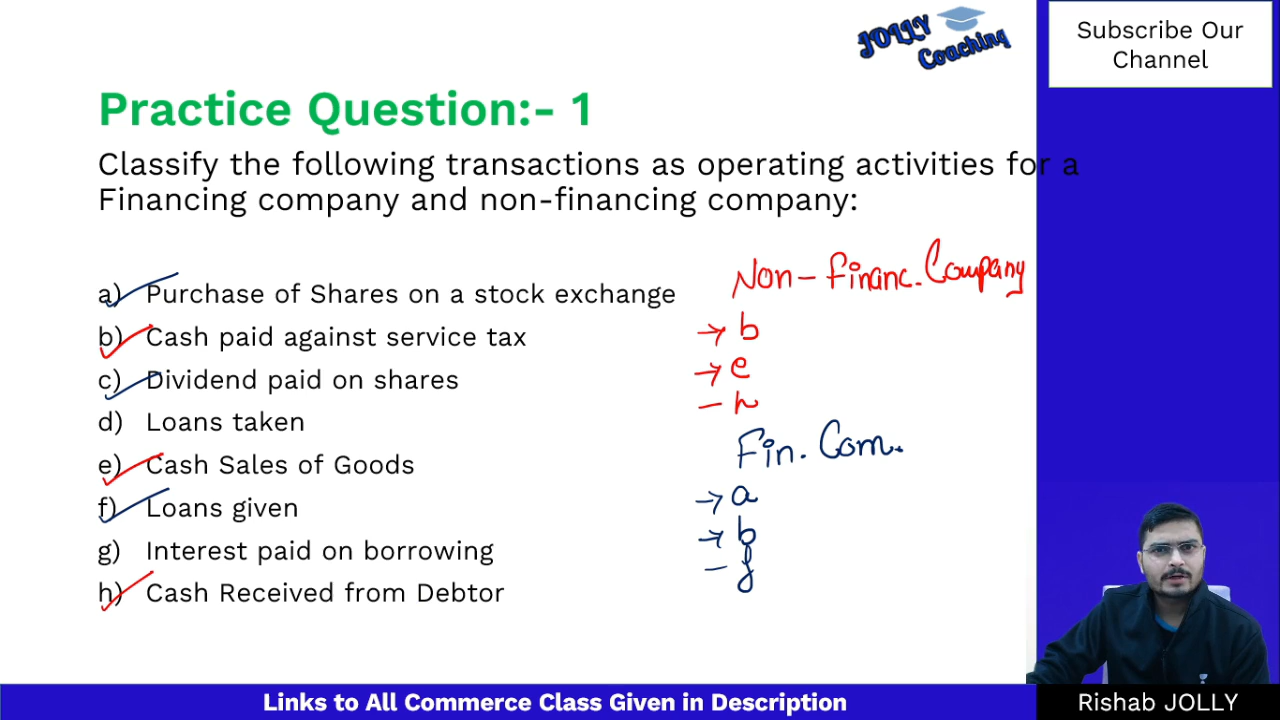 JOLLY
Coaching
Subscribe Our
Channel
Practice Question:- 1
Classify the following transactions as operating activities for a
Financing company and non-financing company:
a) Purchase of Shares on a stock exchange
b) Cash paid against service tax
c) Dividend paid on shares
d) Loans taken
e) Cash Sales of Goods
f) Loans given
g) Interest paid on borrowing
h) Cash Received from Debtor
Non-Financ. Company
→ b
→ e
- h
Fin. Com.
→ a
→ b
- f
Links to All Commerce Class Given in Description
Rishab JOLLY